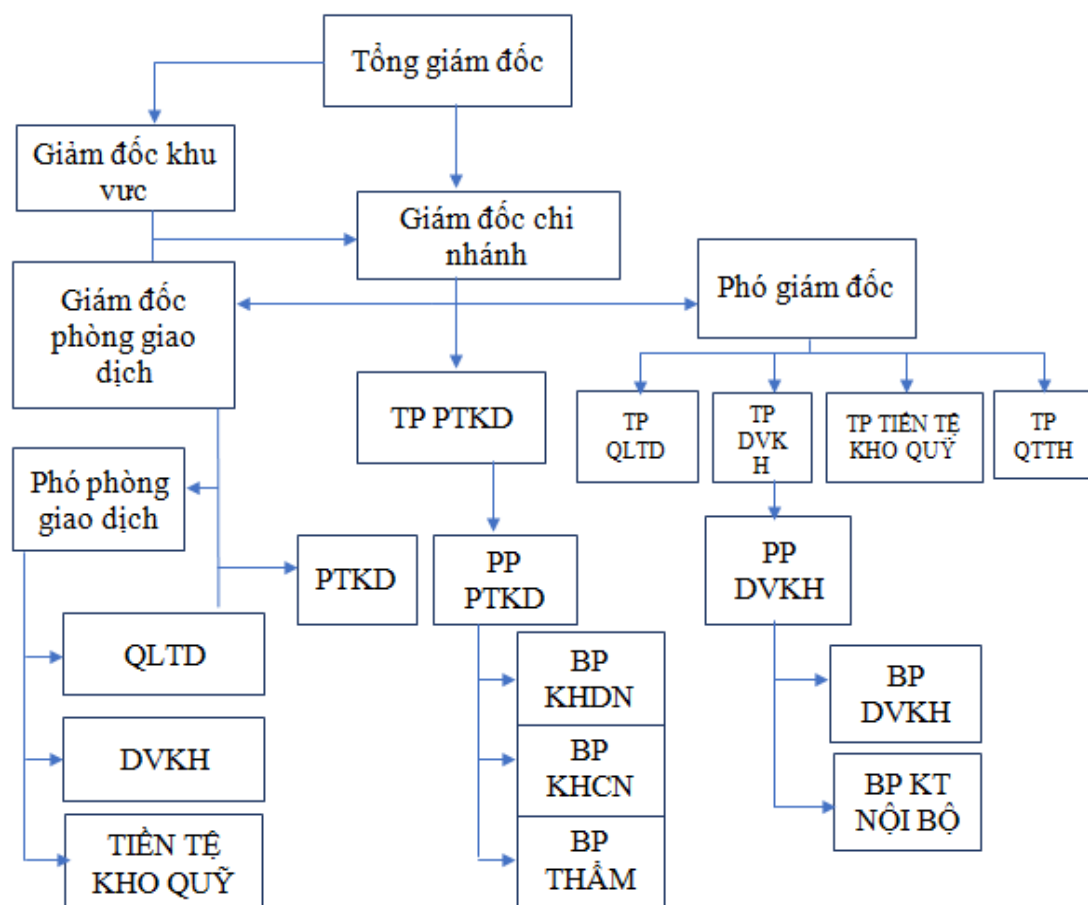 Tổng giám đốc
Giảm đốc khu
vưc
Giám đốc chi
nhánh
Giám đốc
phòng giao
dịch
Phó giám đốc
TP PTKD
TP
QLTD
TP
DVK
H
TP TIỀN TỆ
KHO QUỸ
TP
QTTH
Phó phòng
giao dịch
PTKD
PP
PTKD
PP
DVKH
QLTD
DVKH
TIỀN TỆ
KHO QUỸ
BP
KHDN
BP
KHCN
BP
THẨM
BP
DVKH
BP KT
NỘI BỘ